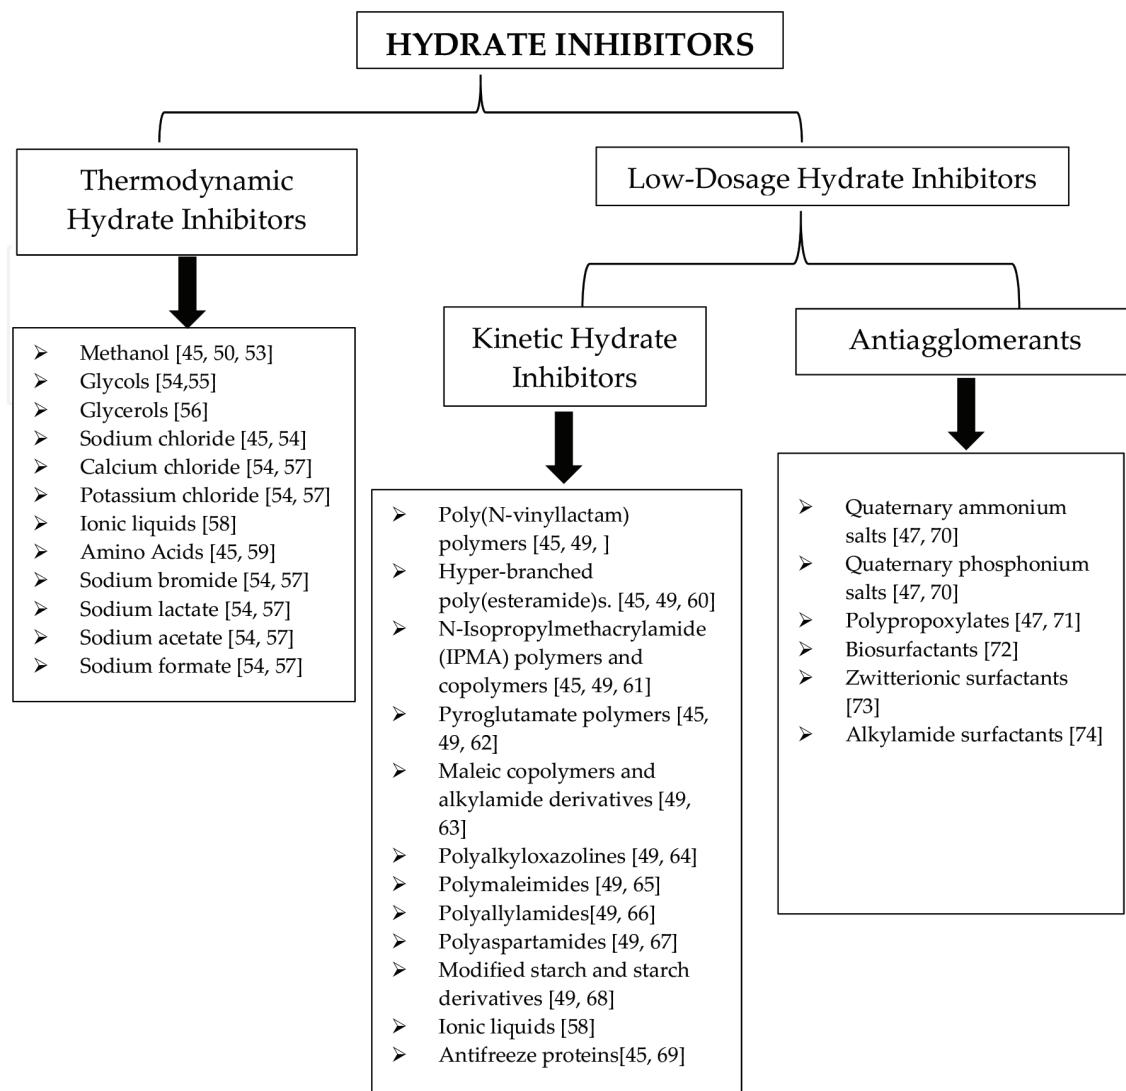 HYDRATE INHIBITORS
Thermodynamic
Hydrate Inhibitors
Low-Dosage Hydrate Inhibitors
Methanol [45, 50, 53]
Glycols [54,55]
Glycerols [56]
Sodium chloride [45, 54]
Calcium chloride [54, 57]
Potassium chloride [54, 57]
Ionic liquids [58]
Amino Acids [45, 59]
Sodium bromide [54, 57]
Sodium lactate [54, 57]
Sodium acetate [54, 57]
Sodium formate [54, 57]
Kinetic Hydrate
Inhibitors
Poly(N-vinyllactam)
polymers [45, 49, ]
Hyper-branched
poly(esteramide)s. [45, 49, 60]
N-Isopropylmethacrylamide
(IPMA) polymers and
copolymers [45, 49, 61]
Pyroglutamate polymers [45,
49, 62]
Maleic copolymers and
alkylamide derivatives [49,
63]
Polyalkyloxazolines [49, 64]
Polymaleimides [49, 65]
Polyallylamides[49, 66]
Polyaspartamides [49, 67]
Modified starch and starch
derivatives [49, 68]
Ionic liquids [58]
Antifreeze proteins[45, 69]
Antiagglomerants
Quaternary ammonium
salts [47, 70]
Quaternary phosphonium
salts [47, 70]
Polypropoxylates [47, 71]
Biosurfactants [72]
Zwitterionic surfactants
[73]
Alkylamide surfactants [74]